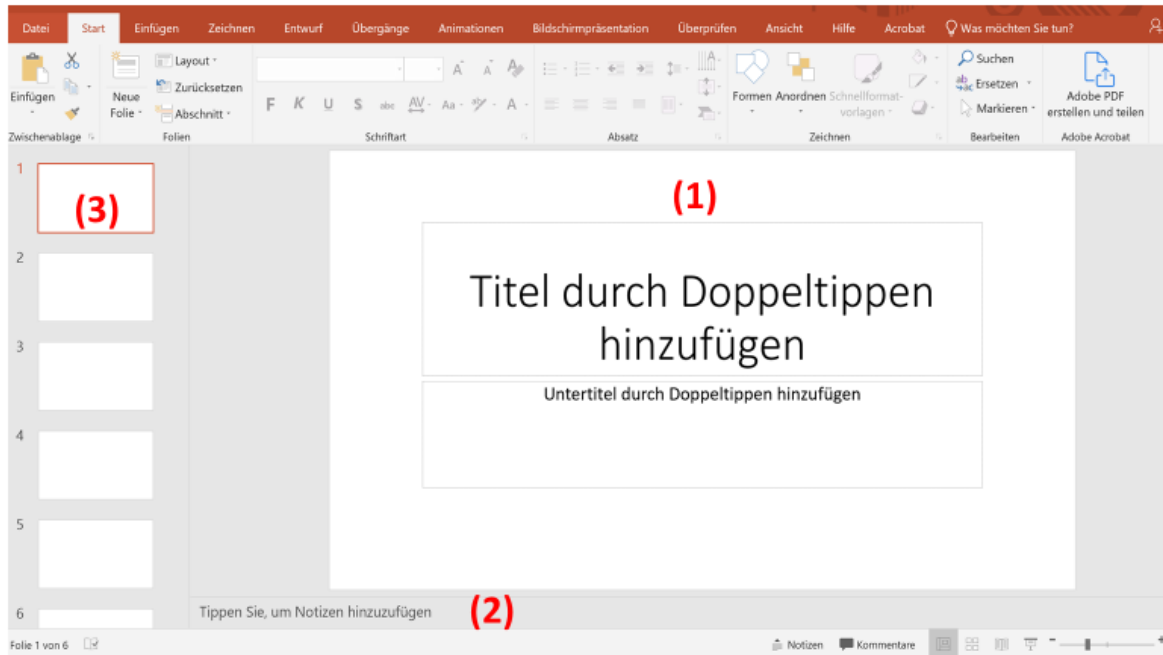 Datei Start Einfügen Zeichnen Entwurf Übergänge Animationen Bildschirmpräsentation Überprüfen Ansicht Hilfe Acrobat Was möchten Sie tun?
Einfügen
Neue
Folie
Layout
Zurücksetzen
Abschnitt
F K U S abc AV Aa A
A A A
Formen Anordnen Schnellformat-
vorlagen
Suchen
Ersetzen
Markieren
Adobe PDF
erstellen und teilen
Zwischenablage Folien Schriftart Absatz Zeichnen Bearbeiten Adobe Acrobat
1
(3)
2
3
4
5
6
(1)
Titel durch Doppeltippen
hinzufügen
Untertitel durch Doppeltippen hinzufügen
Tippen Sie, um Notizen hinzuzufügen (2)
Folie 1 von 6 Notizen Kommentare